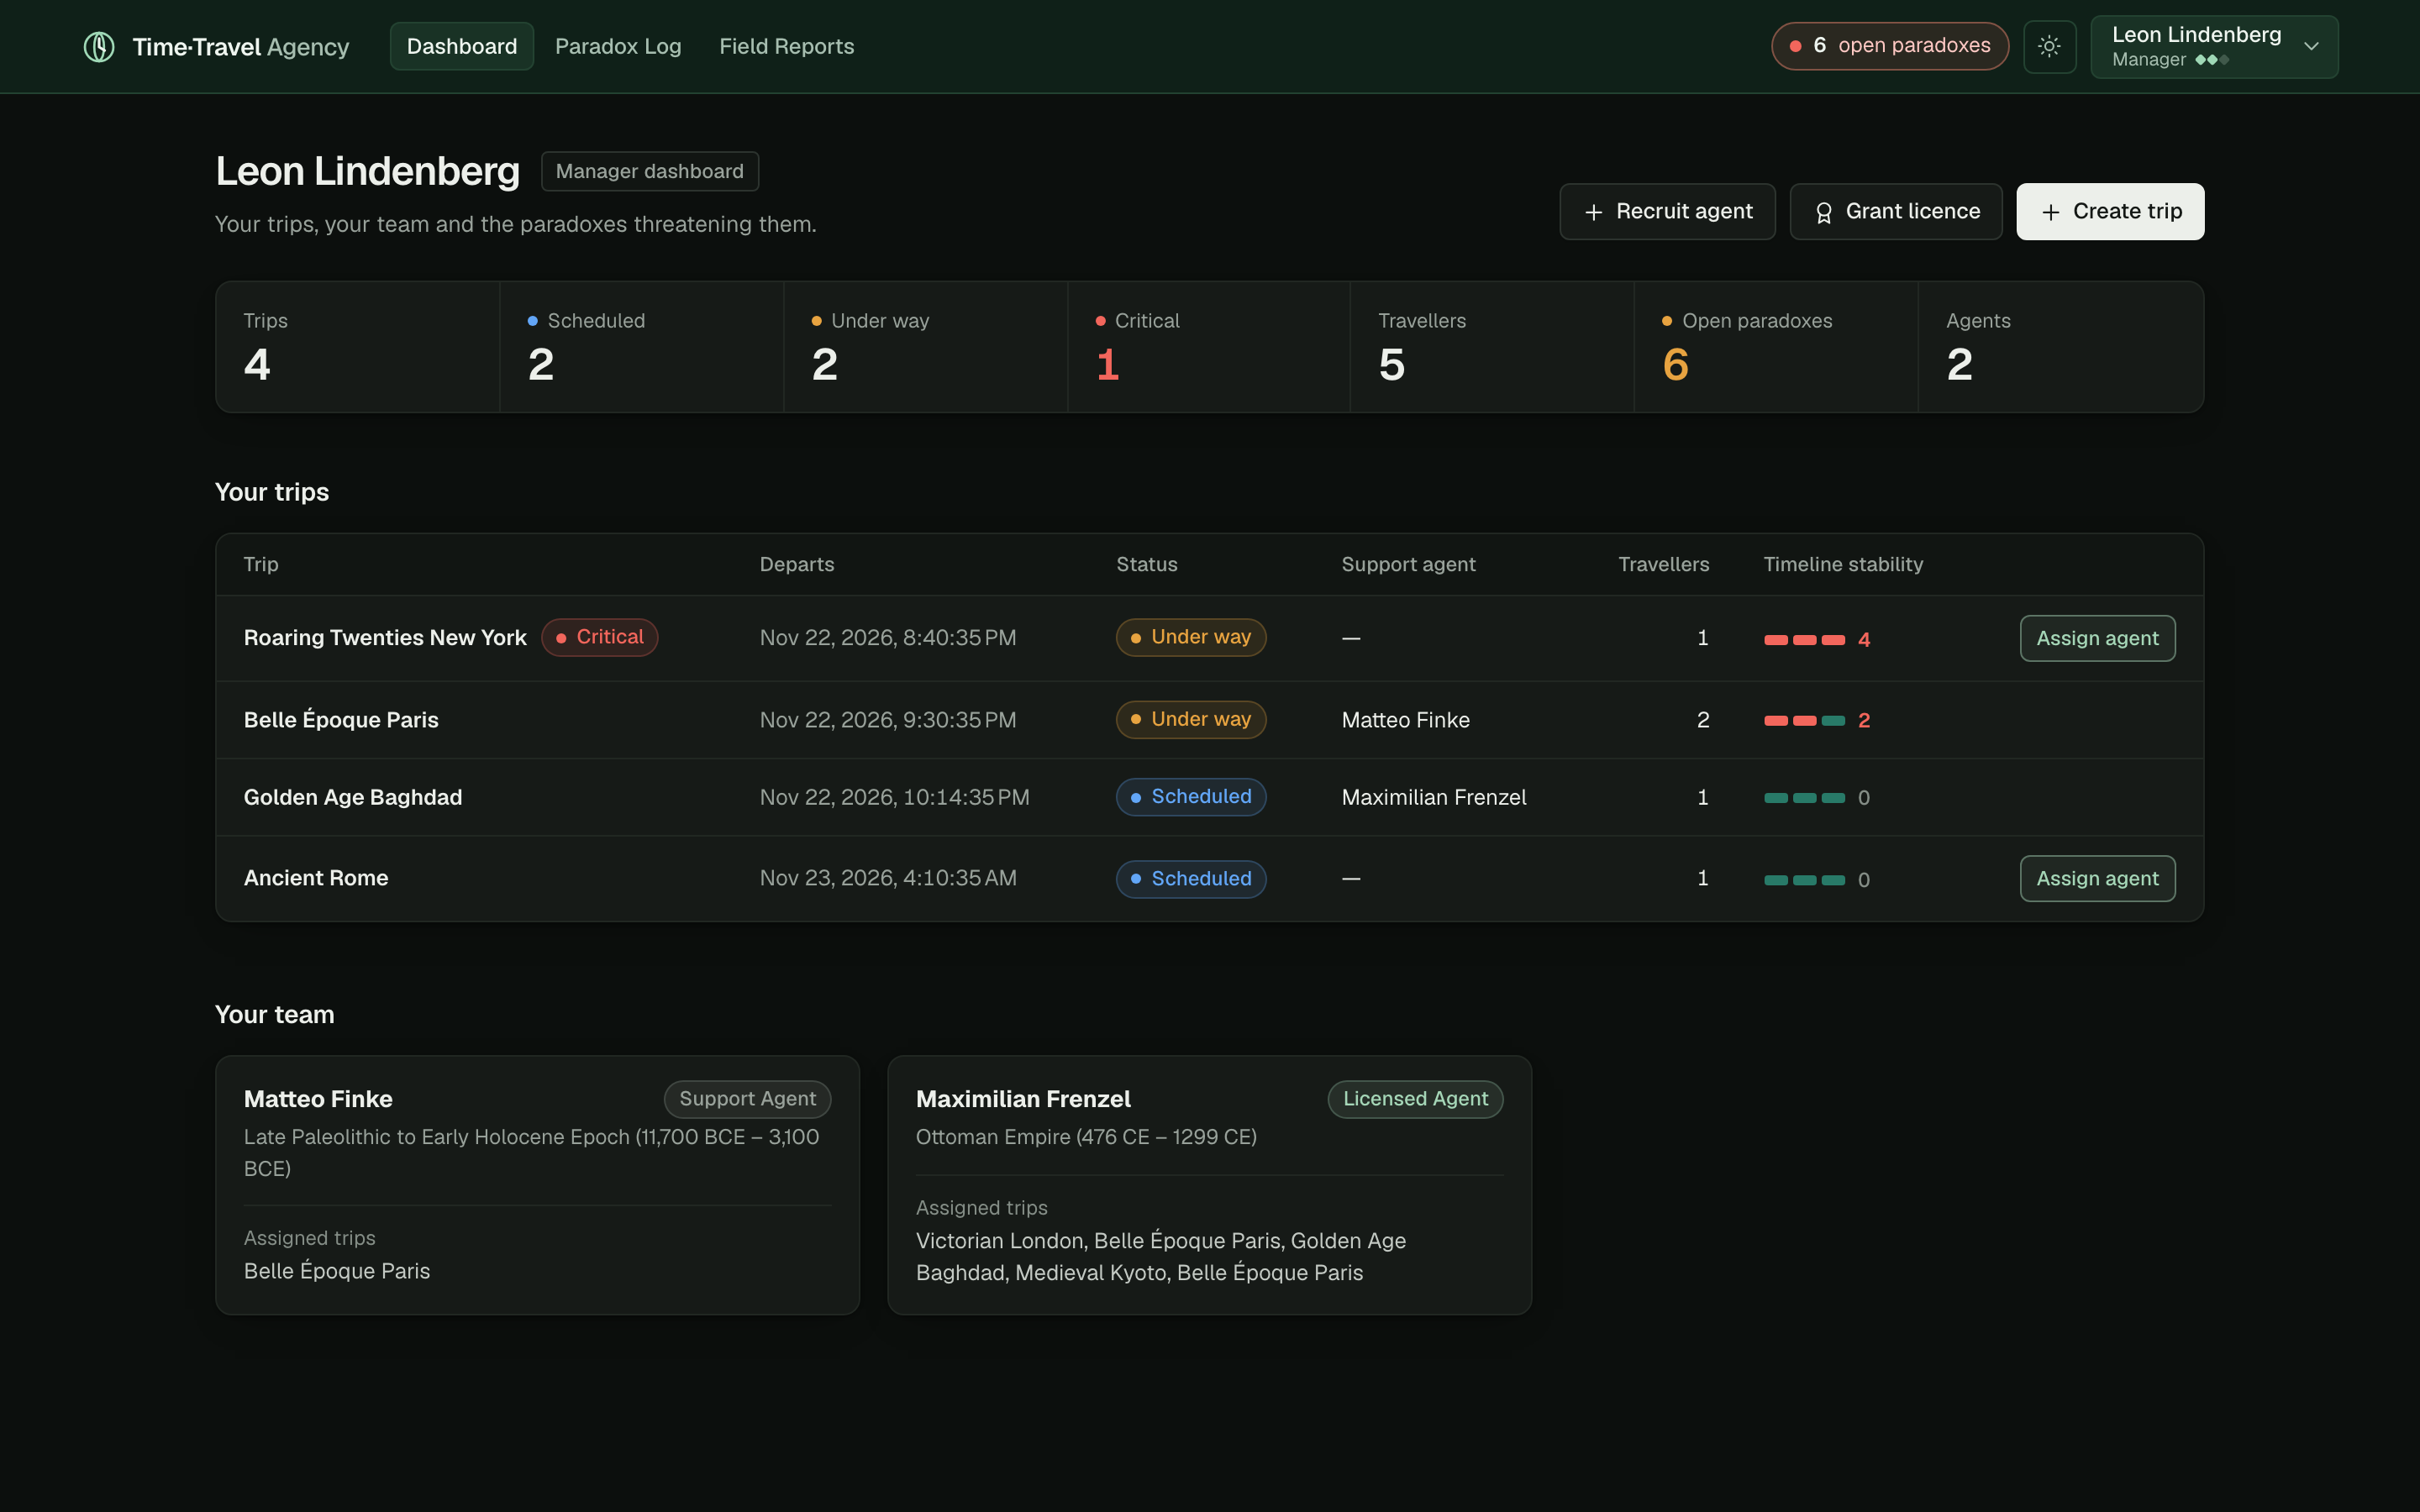 Time·Travel Agency Dashboard Paradox Log Field Reports 6 open paradoxes Leon Lindenberg
Manager
Leon Lindenberg Manager dashboard
Your trips, your team and the paradoxes threatening them.
Recruit agent Grant licence Create trip
Trips Scheduled Under way Critical Travellers Open paradoxes Agents
4 2 2 1 5 6 2
Your trips
Trip Departs Status Support agent Travellers Timeline stability
Roaring Twenties New York Critical Nov 22, 2026, 8:40:35 PM Under way — 1 4 Assign agent
Belle Époque Paris Nov 22, 2026, 9:30:35 PM Under way Matteo Finke 2 2
Golden Age Baghdad Nov 22, 2026, 10:14:35 PM Scheduled Maximilian Frenzel 1 0
Ancient Rome Nov 23, 2026, 4:10:35 AM Scheduled — 1 0 Assign agent
Your team
Matteo Finke Support Agent
Late Paleolithic to Early Holocene Epoch (11,700 BCE – 3,100
BCE)
Assigned trips
Belle Époque Paris
Maximilian Frenzel Licensed Agent
Ottoman Empire (476 CE – 1299 CE)
Assigned trips
Victorian London, Belle Époque Paris, Golden Age
Baghdad, Medieval Kyoto, Belle Époque Paris